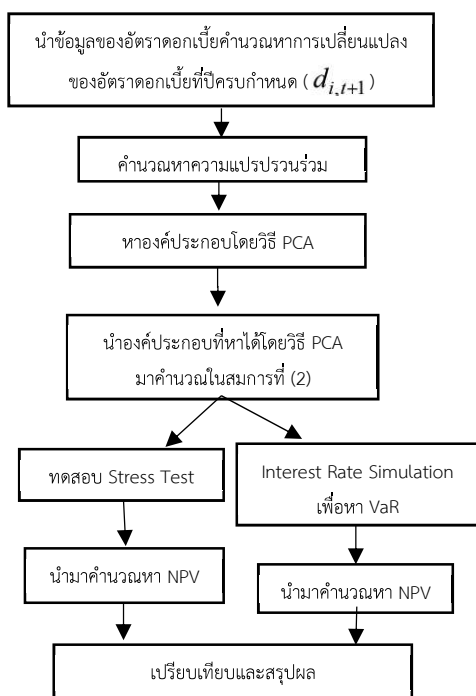 นำข้อมูลของอัตราดอกเบี้ยคำนวณหาการเปลี่ยนแปลง
ของอัตราดอกเบี้ยที่ปีครบกำหนด ( d_{i,t+1} )
คำนวณหาความแปรปรวนร่วม
หาองค์ประกอบโดยวิธี PCA
นำองค์ประกอบที่หาได้โดยวิธี PCA
มาคำนวณในสมการที่ (2)
ทดสอบ Stress Test
Interest Rate Simulation
เพื่อหา VaR
นำมาคำนวณหา NPV
นำมาคำนวณหา NPV
เปรียบเทียบและสรุปผล